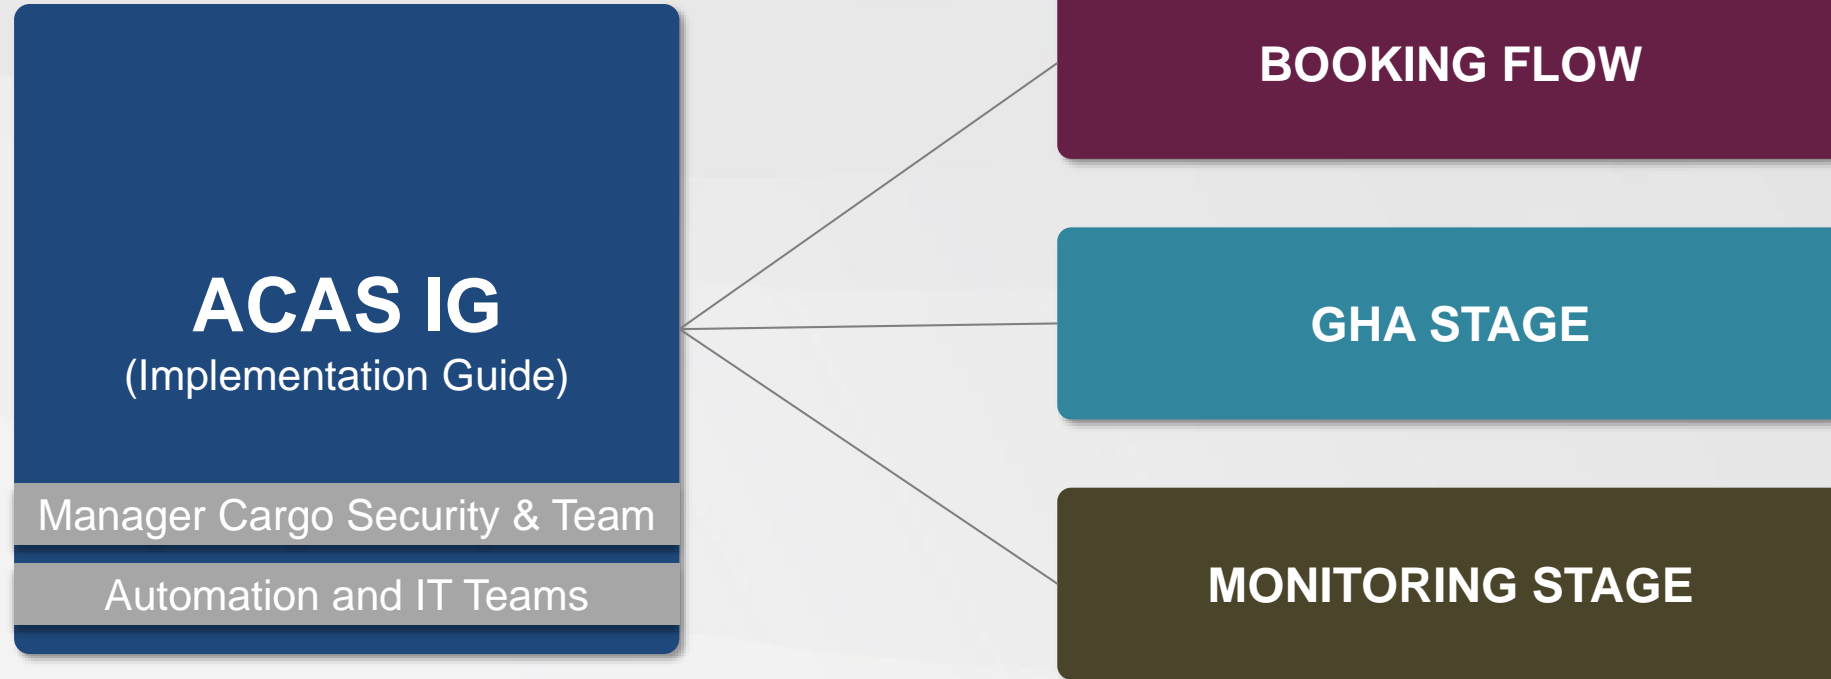 ACAS IG
(Implementation Guide)
Manager Cargo Security & Team
Automation and IT Teams
BOOKING FLOW
GHA STAGE
MONITORING STAGE